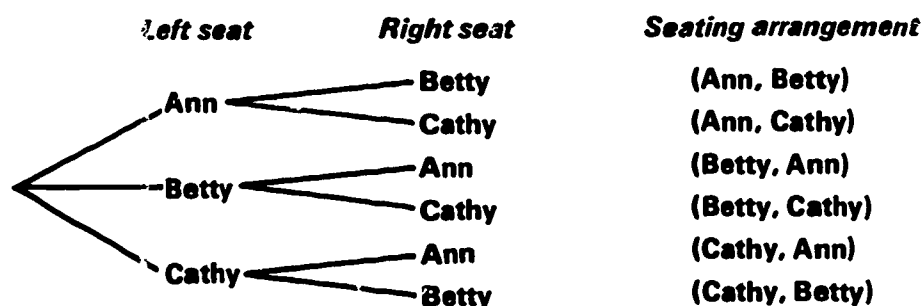 Left seat Right seat Seating arrangement
Betty (Ann, Betty)
Ann
Cathy (Ann, Cathy)
Ann (Betty, Ann)
Betty
Cathy (Betty, Cathy)
Ann (Cathy, Ann)
Cathy
Betty (Cathy, Betty)